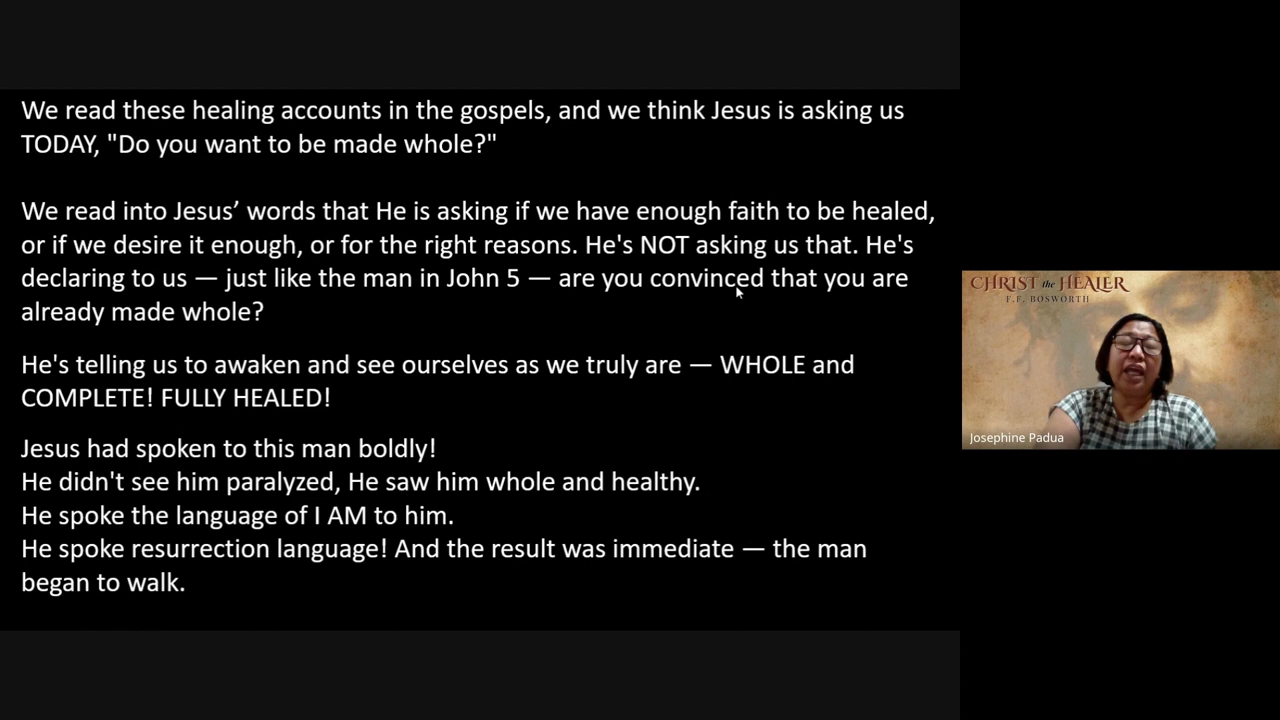 We read these healing accounts in the gospels, and we think Jesus is asking us
TODAY, "Do you want to be made whole?"
We read into Jesus’ words that He is asking if we have enough faith to be healed,
or if we desire it enough, or for the right reasons. He's NOT asking us that. He's
declaring to us — just like the man in John 5 — are you convinced that you are
already made whole?
He's telling us to awaken and see ourselves as we truly are — WHOLE and
COMPLETE! FULLY HEALED!
Jesus had spoken to this man boldly!
He didn't see him paralyzed, He saw him whole and healthy.
He spoke the language of I AM to him.
He spoke resurrection language! And the result was immediate — the man
began to walk.
CHRIST the HEALER
F.F. BOSWORTH
Josephine Padua